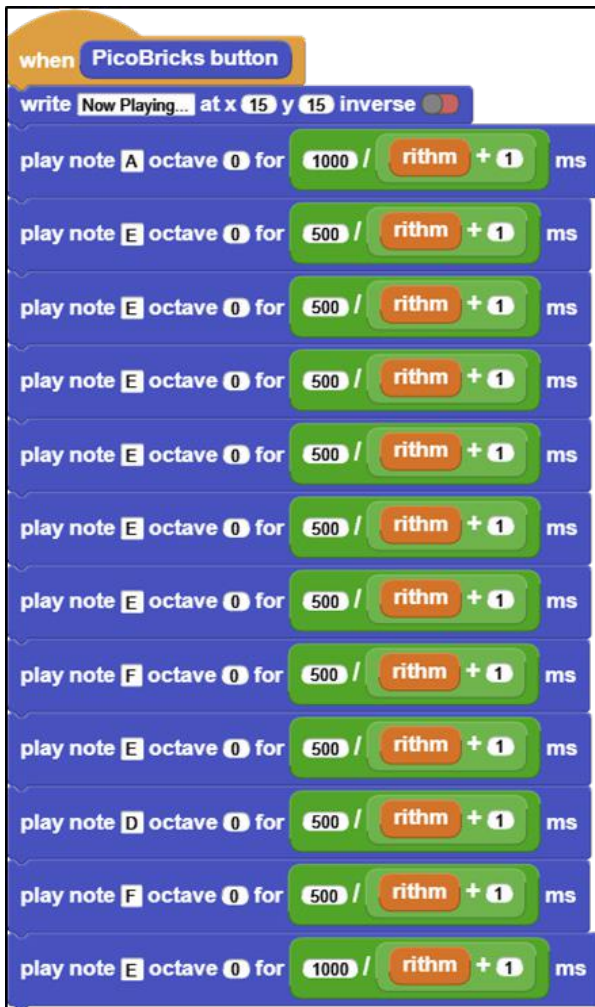 when PicoBricks button
write Now Playing... at x 15 y 15 inverse
play note A octave 0 for 1000 / rithm + 1 ms
play note E octave 0 for 500 / rithm + 1 ms
play note E octave 0 for 500 / rithm + 1 ms
play note E octave 0 for 500 / rithm + 1 ms
play note E octave 0 for 500 / rithm + 1 ms
play note E octave 0 for 500 / rithm + 1 ms
play note E octave 0 for 500 / rithm + 1 ms
play note F octave 0 for 500 / rithm + 1 ms
play note E octave 0 for 500 / rithm + 1 ms
play note D octave 0 for 500 / rithm + 1 ms
play note F octave 0 for 500 / rithm + 1 ms
play note E octave 0 for 1000 / rithm + 1 ms